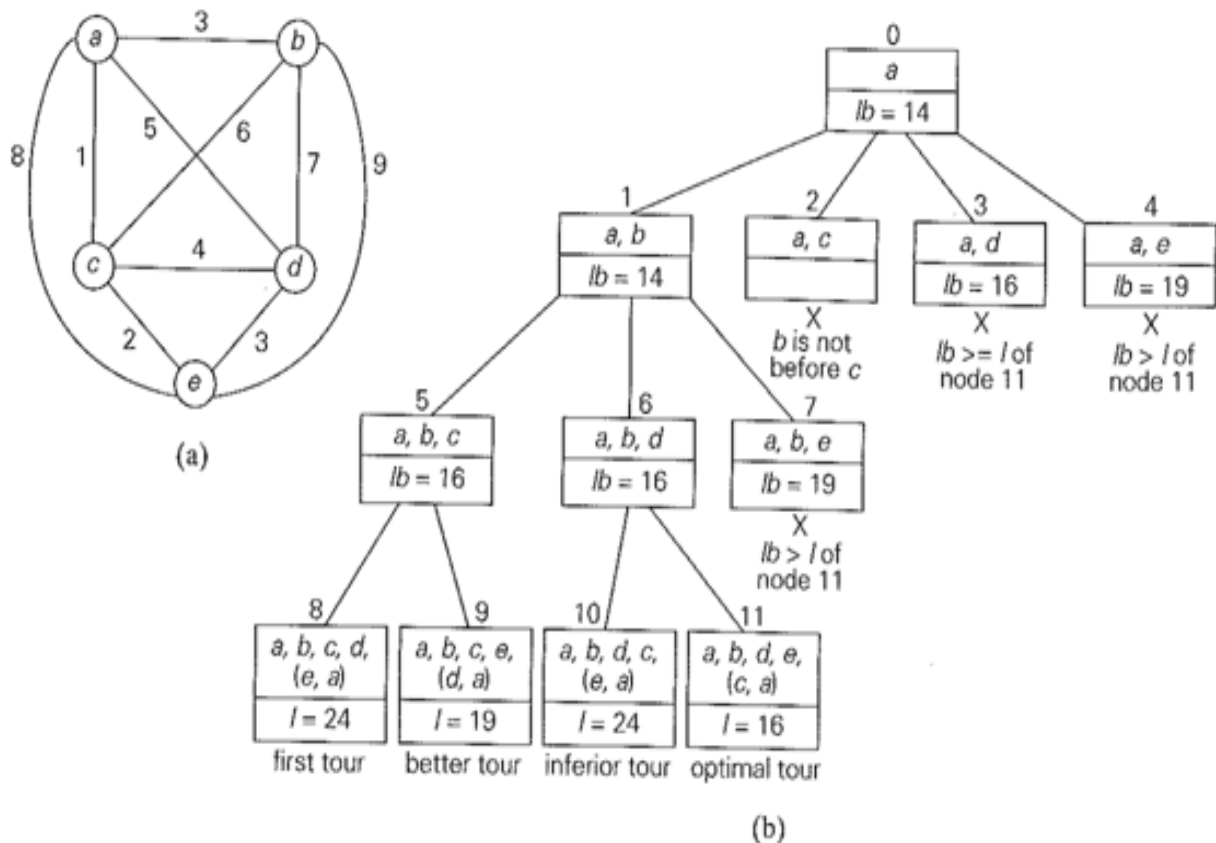 a
3
b
8
5
6
9
1
7
c
4
d
2
3
e
(a)
0
a
lb = 14
1
a, b
lb = 14
2
a, c
X
b is not
before c
3
a, d
lb = 16
X
lb >= l of
node 11
4
a, e
lb = 19
X
lb > l of
node 11
5
a, b, c
lb = 16
6
a, b, d
lb = 16
7
a, b, e
lb = 19
X
lb > l of
node 11
8
a, b, c, d,
(e, a)
l = 24
first tour
9
a, b, c, e,
(d, a)
l = 19
better tour
10
a, b, d, c,
(e, a)
l = 24
inferior tour
11
a, b, d, e,
(c, a)
l = 16
optimal tour
(b)